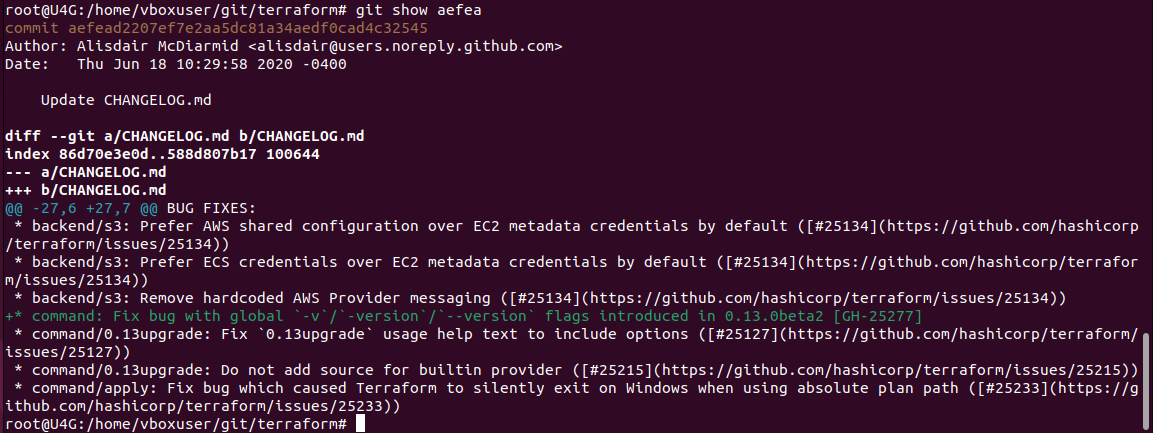 root@U4G:/home/vboxuser/git/terraform# git show aefea
commit aefead2207ef7e2aa5dc81a34aedf0cad4c32545
Author: Alisdair McDiarmid <alisdair@users.noreply.github.com>
Date:   Thu Jun 18 10:29:58 2020 -0400
    Update CHANGELOG.md
diff --git a/CHANGELOG.md b/CHANGELOG.md
index 86d70e3e0d..588d807b17 100644
--- a/CHANGELOG.md
+++ b/CHANGELOG.md
@@ -27,6 +27,7 @@ BUG FIXES:
 * backend/s3: Prefer AWS shared configuration over EC2 metadata credentials by default ([#25134](https://github.com/hashicorp
/terraform/issues/25134))
 * backend/s3: Prefer ECS credentials over EC2 metadata credentials by default ([#25134](https://github.com/hashicorp/terrafor
m/issues/25134))
 * backend/s3: Remove hardcoded AWS Provider messaging ([#25134](https://github.com/hashicorp/terraform/issues/25134))
+* command: Fix bug with global `-v`/`-version`/`--version` flags introduced in 0.13.0beta2 [GH-25277]
 * command/0.13upgrade: Fix `0.13upgrade` usage help text to include options ([#25127](https://github.com/hashicorp/terraform/
issues/25127))
 * command/0.13upgrade: Do not add source for builtin provider ([#25215](https://github.com/hashicorp/terraform/issues/25215))
 * command/apply: Fix bug which caused Terraform to silently exit on Windows when using absolute plan path ([#25233](https://g
ithub.com/hashicorp/terraform/issues/25233))
root@U4G:/home/vboxuser/git/terraform#